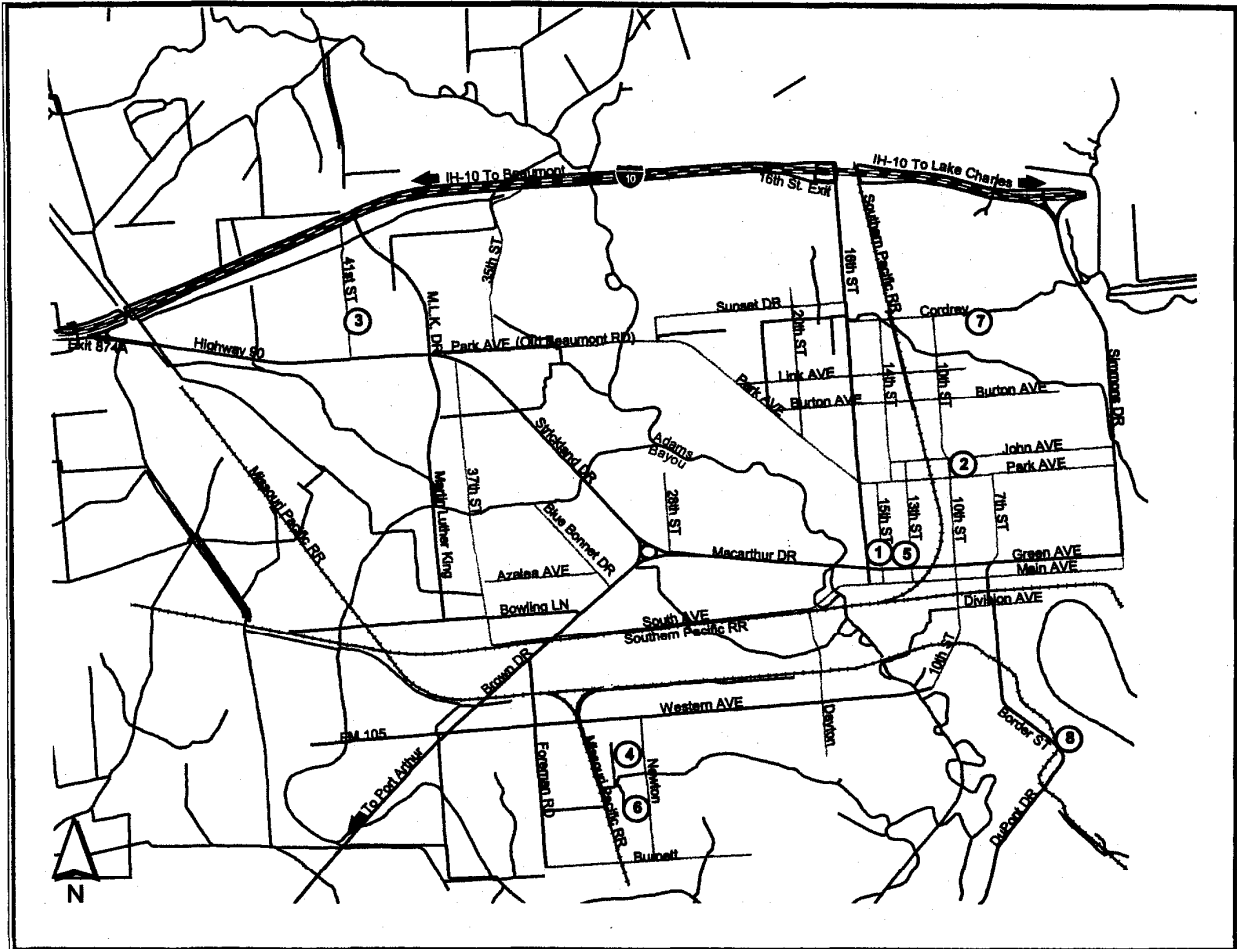 IH-10 To Beaumont
10
IH-10 To Lake Charles
16th St. Exit
Southern Pacific RR
35th ST
41st ST
16th ST
M.L.K. DR
Sunset DR
20th ST
Cordrey
7
3
Exit 874A
Highway 90
Park AVE (Old Beaumont RD)
Simmons DR
Link AVE
14th ST
10th ST
Park AVE
Burton AVE
Burton AVE
Strickland DR
Adams
Bayou
John AVE
2
Park AVE
Missouri Pacific RR
Martin Luther King
37th ST
28th ST
15th ST
13th ST
10th ST
7th ST
Blue Bonnet DR
Macarthur DR
1
5
Green AVE
Main AVE
Azalea AVE
Bowling LN
Division AVE
South AVE
Southern Pacific RR
10th ST
Brown DR
Western AVE
Dayton
Border ST
8
FM 105
Foreman RD
Missouri Pacific RR
4
Newton
To Port Arthur
6
DuPont DR
Burnett
N